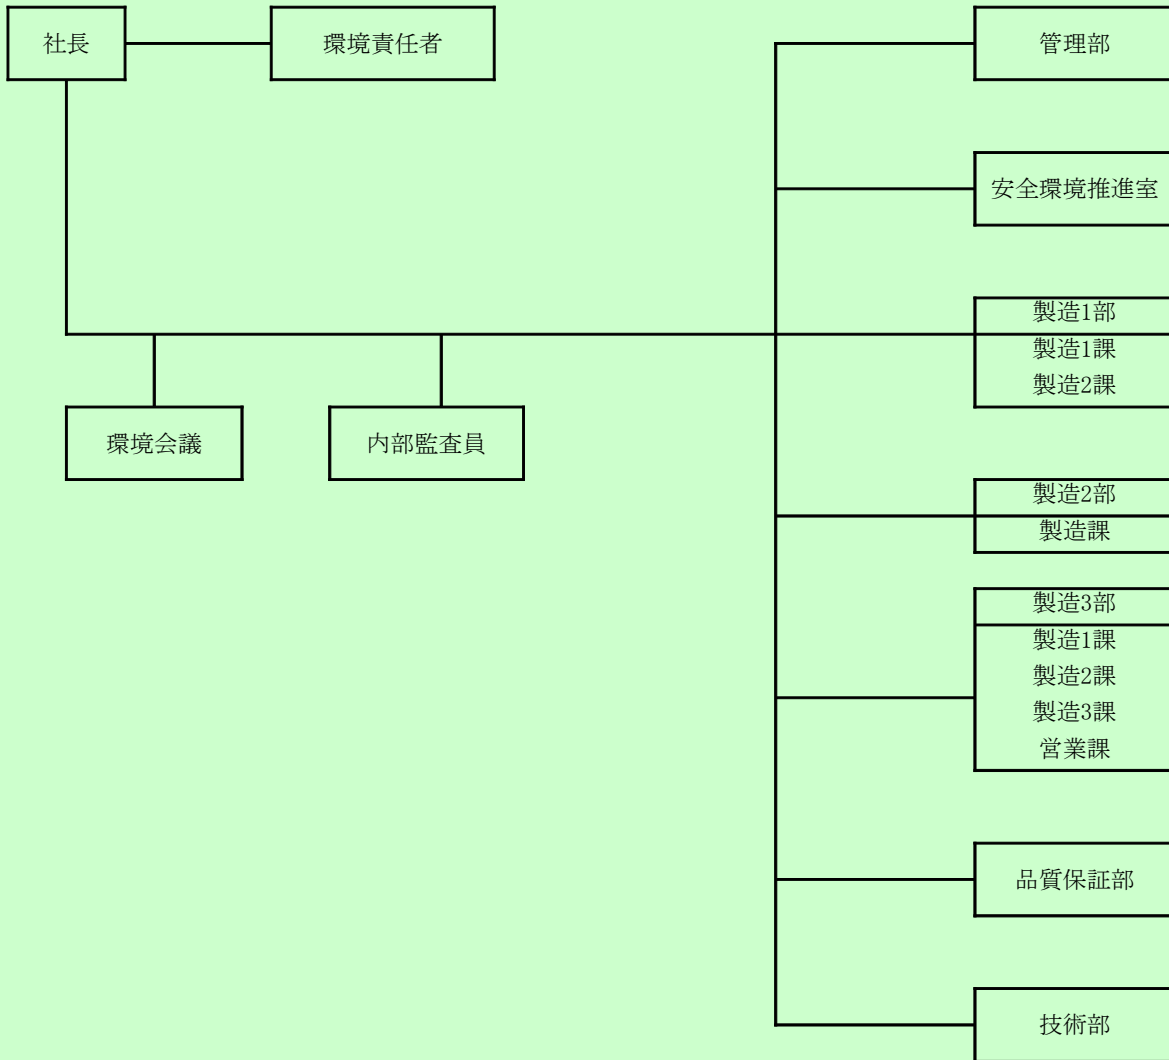 社長
環境責任者
管理部
安全環境推進室
製造1部
製造1課
製造2課
環境会議
内部監査員
製造2部
製造課
製造3部
製造1課
製造2課
製造3課
営業課
品質保証部
技術部